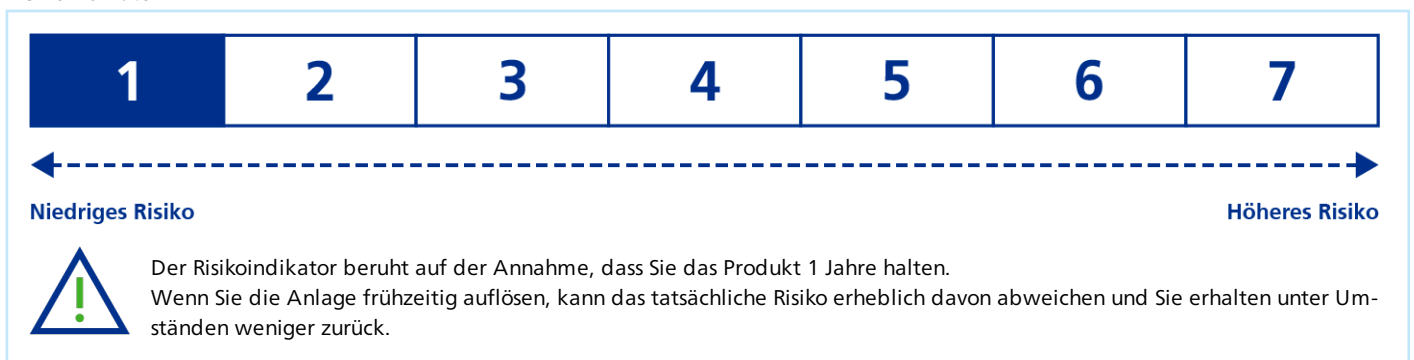 1 2 3 4 5 6 7
Niedriges Risiko Höheres Risiko
Der Risikoindikator beruht auf der Annahme, dass Sie das Produkt 1 Jahre halten.
Wenn Sie die Anlage frühzeitig auflösen, kann das tatsächliche Risiko erheblich davon abweichen und Sie erhalten unter Um-
ständen weniger zurück.